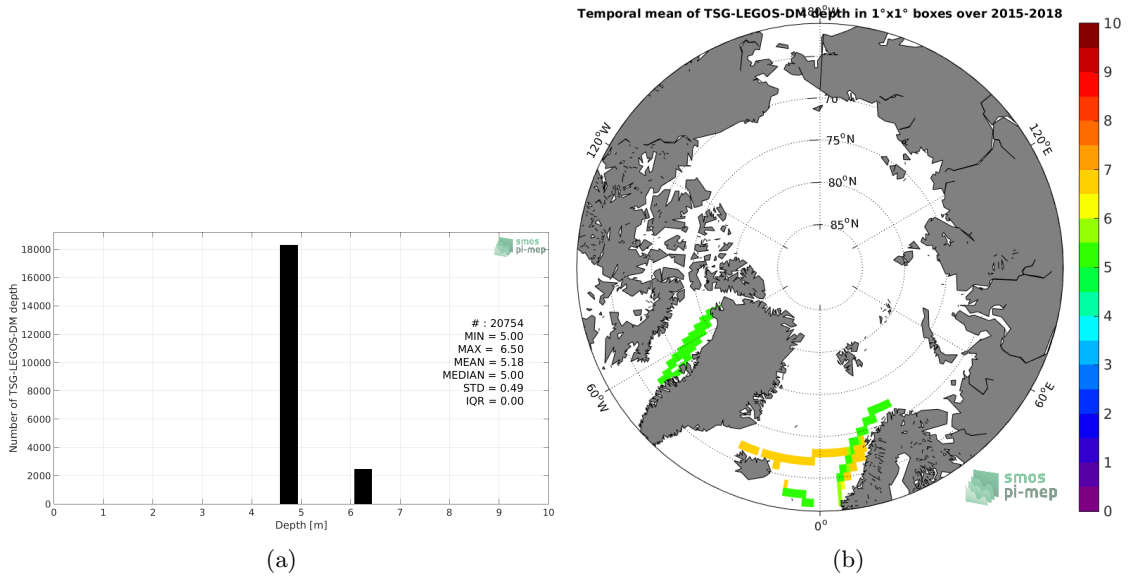 Temporal mean of TSG-LEGOS-DM depth in 1°x1° boxes over 2015-2018
180°W
120°W
120°E
60°W
60°E
0°
70°N
75°N
80°N
85°N
10
9
8
7
6
5
4
3
2
1
0
smos
pi-mep
18000
16000
14000
12000
10000
8000
6000
4000
2000
0
Number of TSG-LEGOS-DM depth
smos
pi-mep
# : 20754
MIN = 5.00
MAX = 6.50
MEAN = 5.18
MEDIAN = 5.00
STD = 0.49
IQR = 0.00
0 1 2 3 4 5 6 7 8 9 10
Depth [m]
(a)
(b)